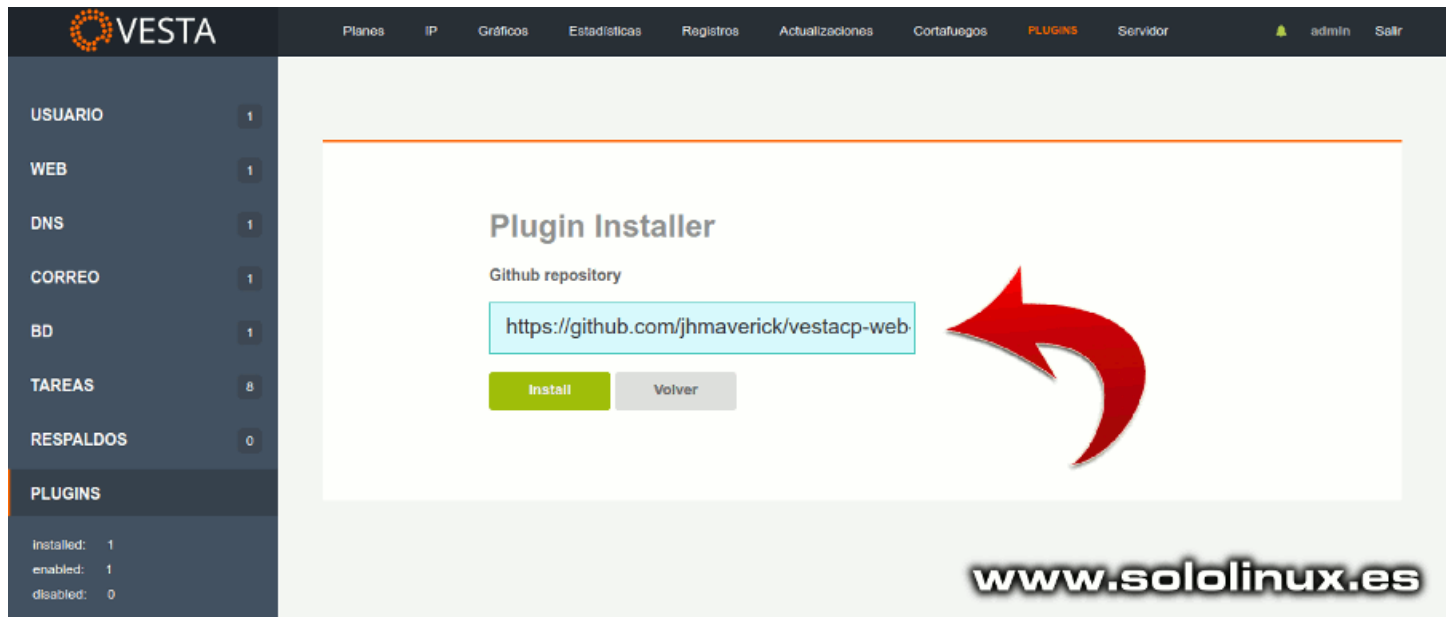 VESTA
Planes IP Gráficos Estadísticas Registros Actualizaciones Cortafuegos PLUGINS Servidor admin Salir
USUARIO 1
WEB 1
DNS 1
CORREO 1
BD 1
TAREAS 8
RESPALDOS 0
PLUGINS
installed: 1
enabled: 1
disabled: 0
Plugin Installer
Github repository
https://github.com/jhmaverick/vestacp-web-
Install Volver
www.sololinux.es